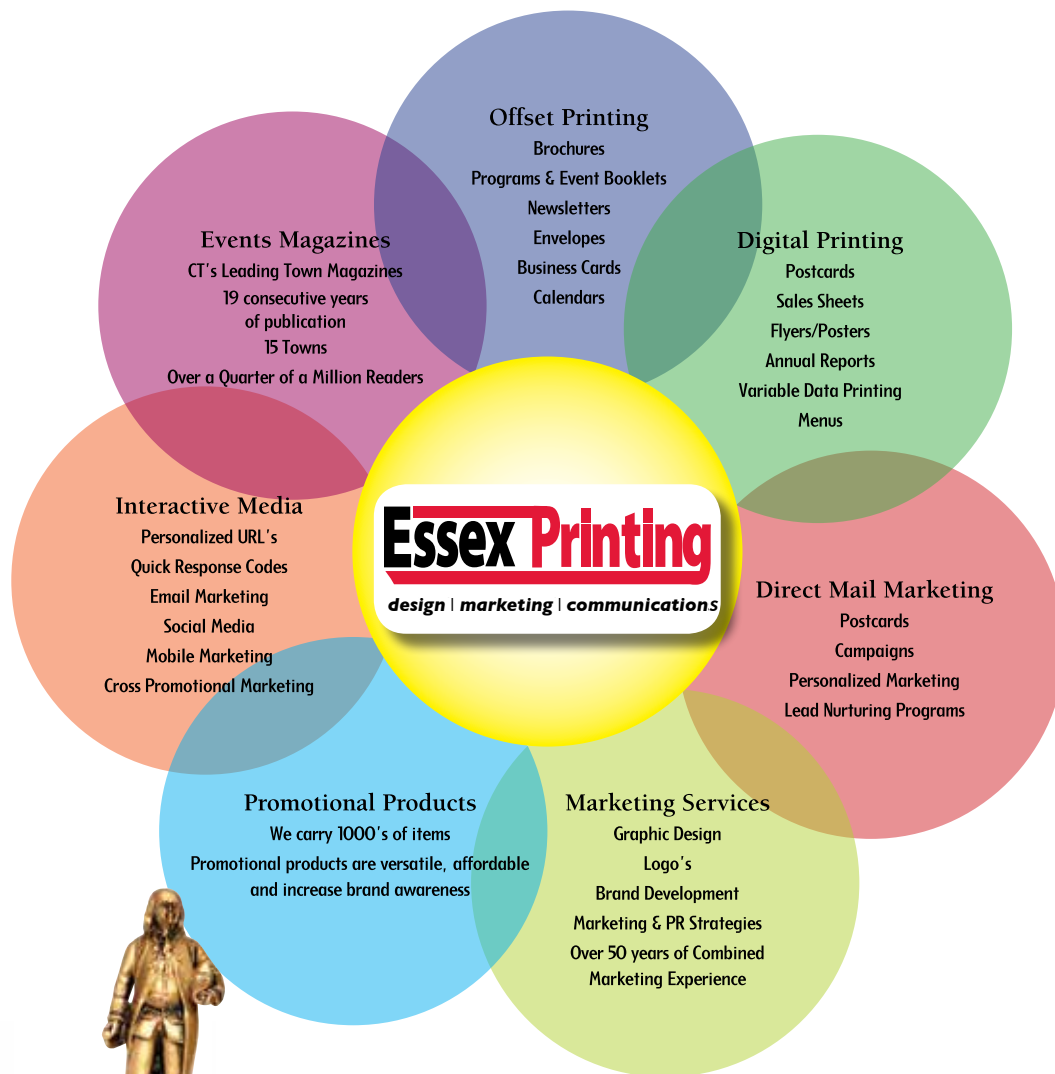 Offset Printing
Brochures
Programs & Event Booklets
Newsletters
Envelopes
Business Cards
Calendars
Digital Printing
Postcards
Sales Sheets
Flyers/Posters
Annual Reports
Variable Data Printing
Menus
Direct Mail Marketing
Postcards
Campaigns
Personalized Marketing
Lead Nurturing Programs
Marketing Services
Graphic Design
Logo's
Brand Development
Marketing & PR Strategies
Over 50 years of Combined
Marketing Experience
Promotional Products
We carry 1000's of items
Promotional products are versatile, affordable
and increase brand awareness
Interactive Media
Personalized URL's
Quick Response Codes
Email Marketing
Social Media
Mobile Marketing
Cross Promotional Marketing
Events Magazines
CT's Leading Town Magazines
19 consecutive years
of publication
15 Towns
Over a Quarter of a Million Readers
Essex Printing
design | marketing | communications